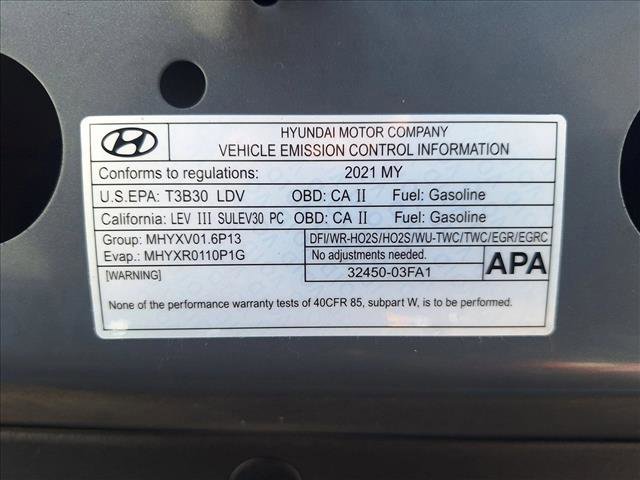 HYUNDAI MOTOR COMPANY
VEHICLE EMISSION CONTROL INFORMATION
Conforms to regulations: 2021 MY
U.S.EPA: T3B30 LDV OBD: CA II Fuel: Gasoline
California: LEV III SULEV30 PC OBD: CA II Fuel: Gasoline
Group: MHYXV01.6P13 DFI/WR-HO2S/HO2S/WU-TWC/TWC/EGR/EGRC
Evap.: MHYXR0110P1G No adjustments needed. APA
[WARNING] 32450-03FA1
None of the performance warranty tests of 40CFR 85, subpart W, is to be performed.